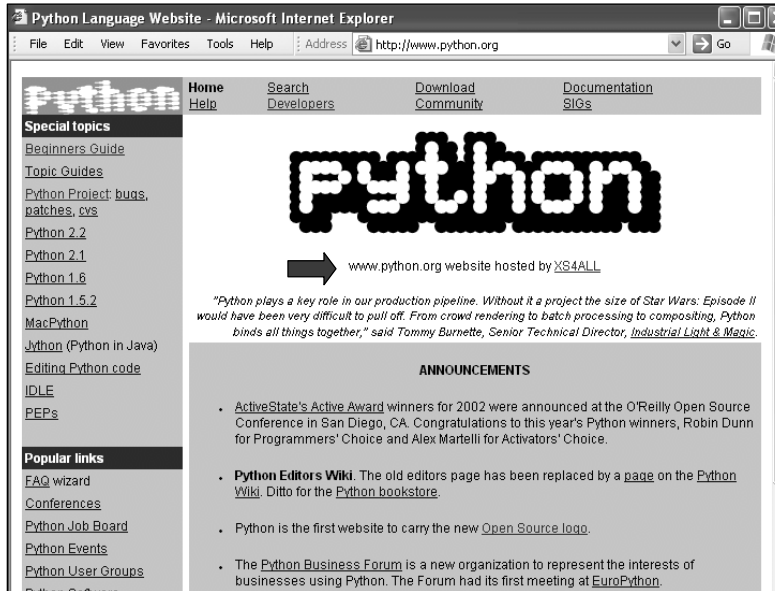 Python Language Website - Microsoft Internet Explorer
File Edit View Favorites Tools Help Address http://www.python.org Go
python
Home Search Download Documentation
Help Developers Community SIGs
Special topics
Beginners Guide
Topic Guides
Python Project: bugs,
patches, cvs
Python 2.2
Python 2.1
Python 1.6
Python 1.5.2
MacPython
Jython (Python in Java)
Editing Python code
IDLE
PEPs
Popular links
FAQ wizard
Conferences
Python Job Board
Python Events
Python User Groups
python
www.python.org website hosted by XS4ALL
"Python plays a key role in our production pipeline. Without it a project the size of Star Wars: Episode II
would have been very difficult to pull off. From crowd rendering to batch processing to compositing, Python
binds all things together," said Tommy Burnette, Senior Technical Director, Industrial Light & Magic.
ANNOUNCEMENTS
• ActiveState's Active Award winners for 2002 were announced at the O'Reilly Open Source
Conference in San Diego, CA. Congratulations to this year's Python winners, Robin Dunn
for Programmers' Choice and Alex Martelli for Activators' Choice.
• Python Editors Wiki. The old editors page has been replaced by a page on the Python
Wiki. Ditto for the Python bookstore.
• Python is the first website to carry the new Open Source logo.
• The Python Business Forum is a new organization to represent the interests of
businesses using Python. The Forum had its first meeting at EuroPython.